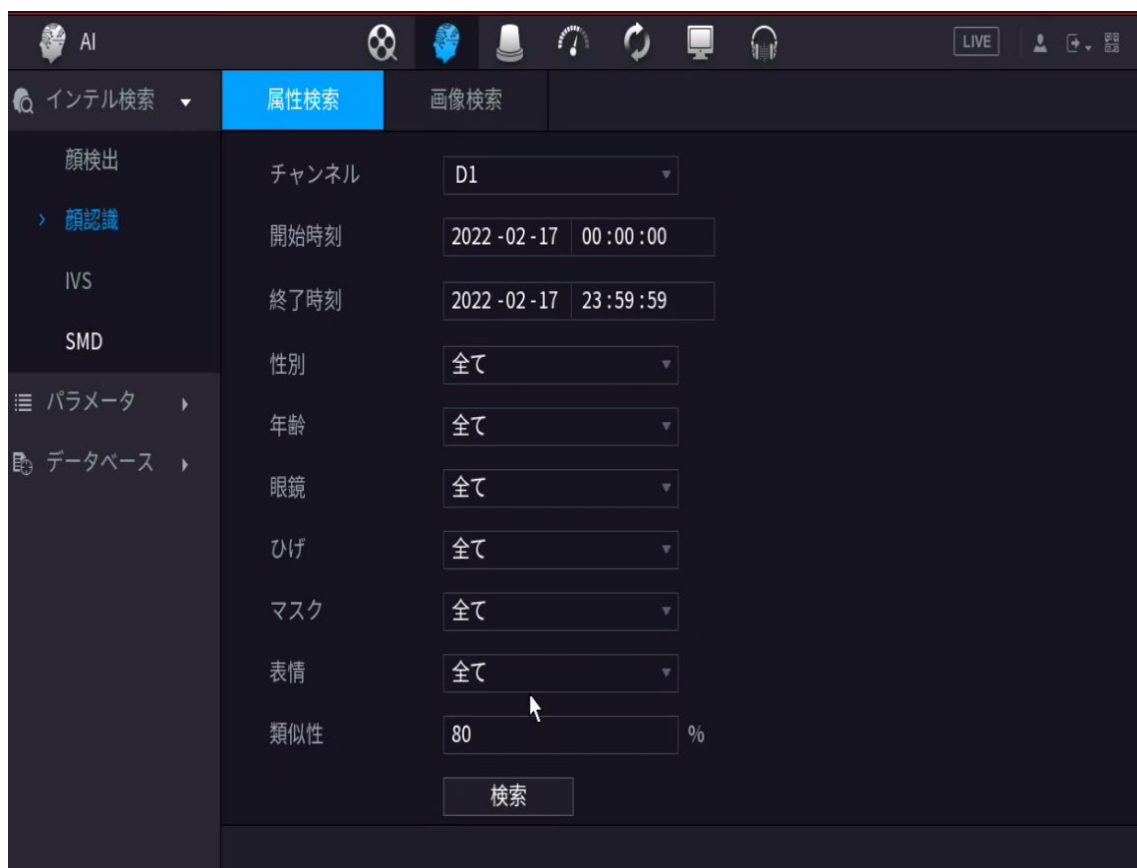 AI
LIVE
インテル検索
属性検索
画像検索
顔検出
顔認識
IVS
SMD
パラメータ
データベース
チャンネル D1
開始時刻 2022 -02 -17 00 :00 :00
終了時刻 2022 -02 -17 23 :59 :59
性別 全て
年齢 全て
眼鏡 全て
ひげ 全て
マスク 全て
表情 全て
類似性 80 %
検索